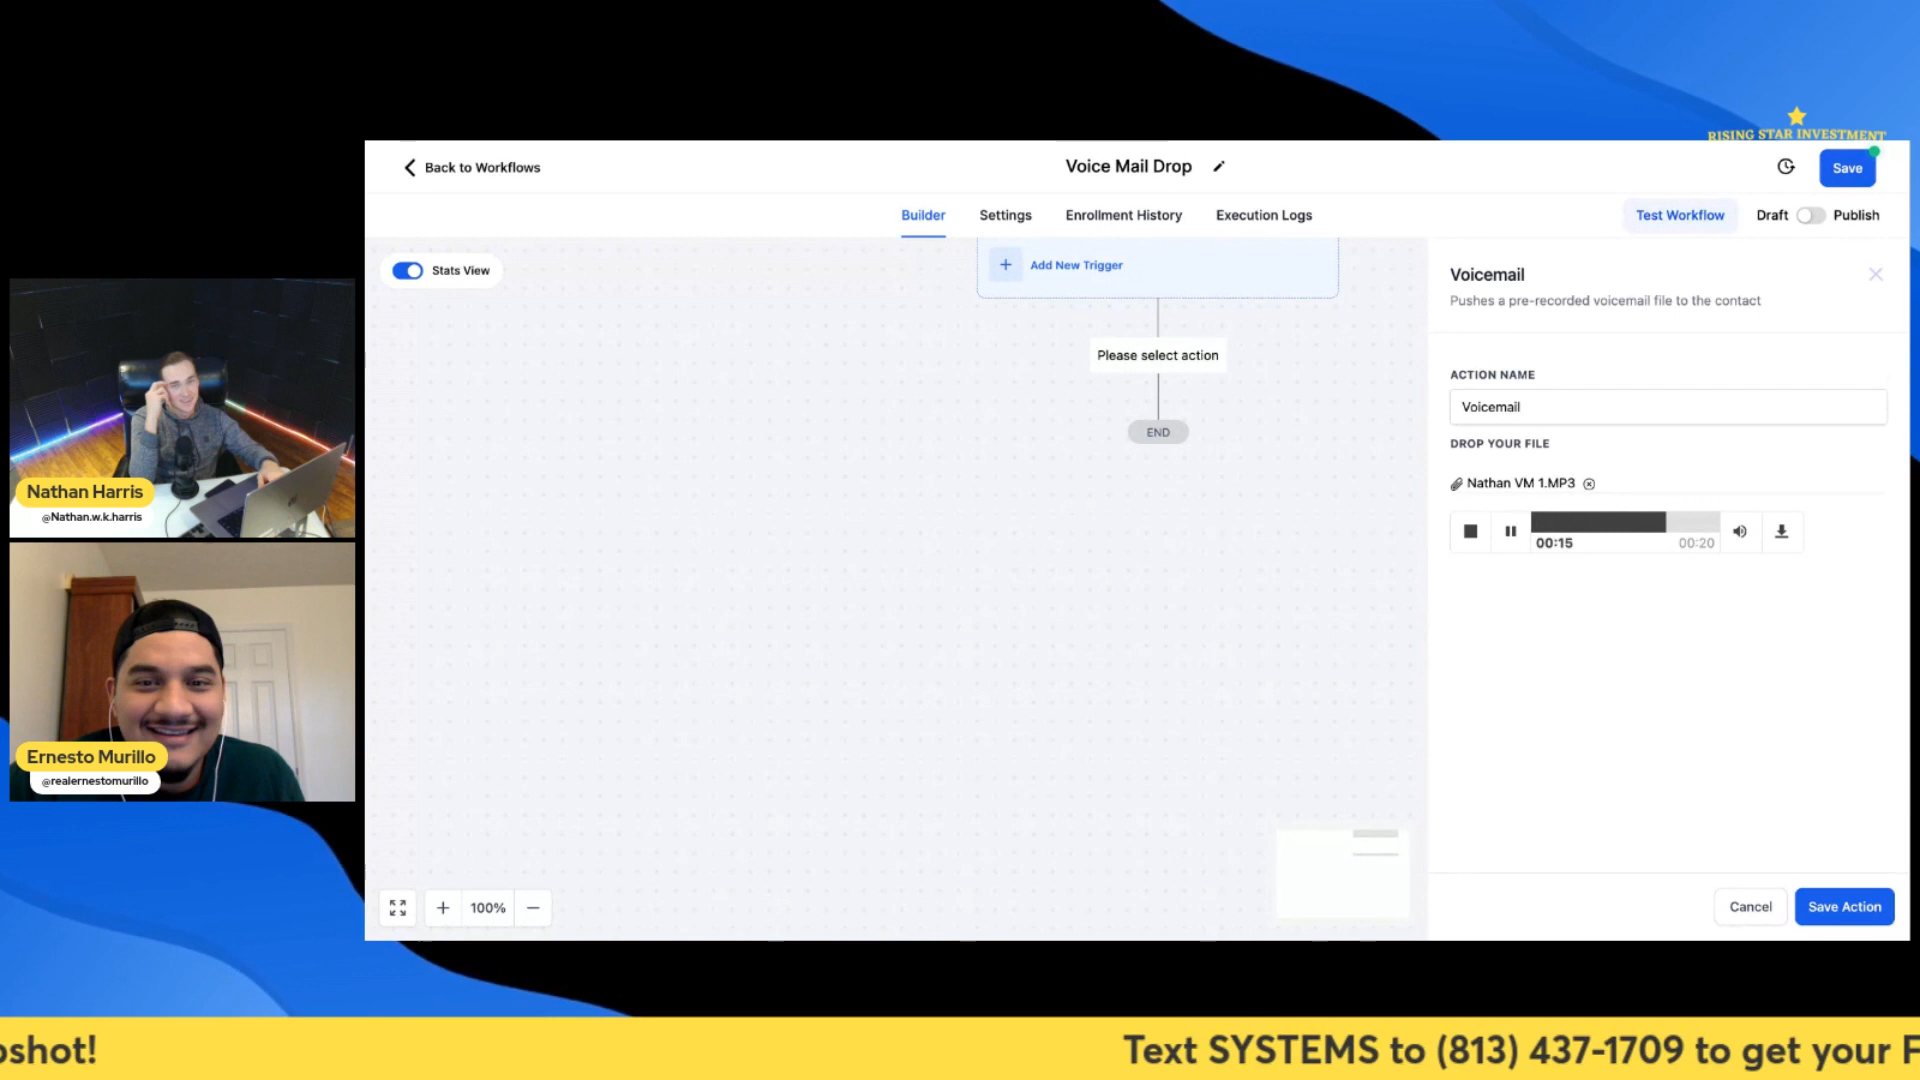 RISING STAR INVESTMENT
Back to Workflows
Voice Mail Drop
Save
Builder
Settings
Enrollment History
Execution Logs
Test Workflow
Draft
Publish
Stats View
Add New Trigger
Please select action
END
Voicemail
Pushes a pre-recorded voicemail file to the contact
ACTION NAME
Voicemail
DROP YOUR FILE
Nathan VM 1.MP3
00:15
00:20
Nathan Harris
@Nathan.w.k.harris
Ernesto Murillo
@realernestomurillo
100%
Cancel
Save Action
pshot!
Text SYSTEMS to (813) 437-1709 to get your F